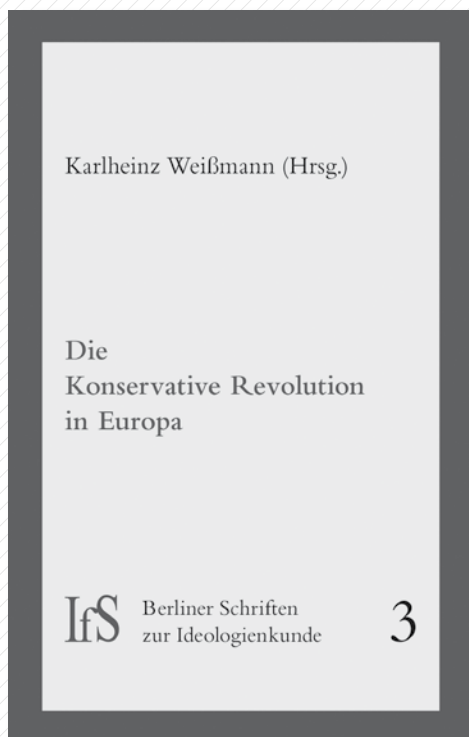 Karlheinz Weißmann (Hrsg.)
Die
Konservative Revolution
in Europa
IfS
Berliner Schriften
zur Ideologienkunde
3